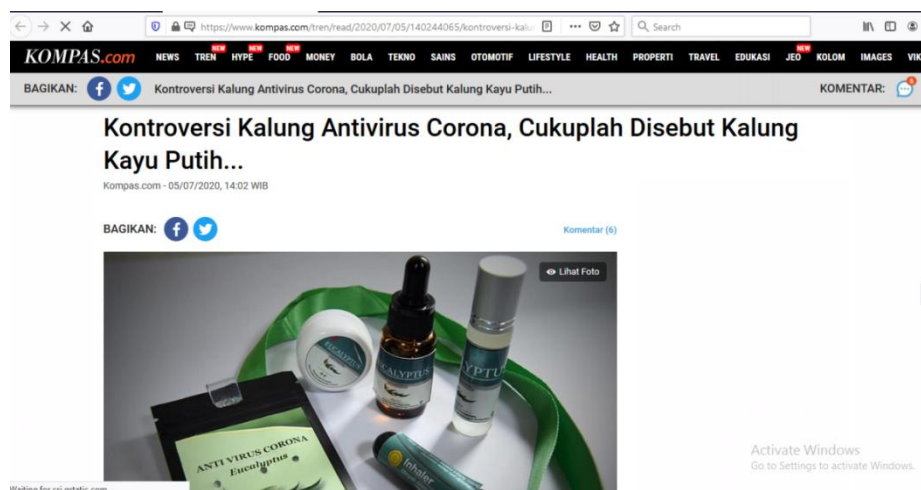 https://www.kompas.com/tren/read/2020/07/05/140244065/kontroversi-kalu
Search
KOMPAS.com
NEWS TREN HYPE FOOD MONEY BOLA TEKNO SAINS OTOMOTIF LIFESTYLE HEALTH PROPERTI TRAVEL EDUKASI JEO KOLOM IMAGES VIK
NEW NEW NEW NEW
BAGIKAN:
Kontroversi Kalung Antivirus Corona, Cukuplah Disebut Kalung Kayu Putih...
KOMENTAR:
6
Kontroversi Kalung Antivirus Corona, Cukuplah Disebut Kalung
Kayu Putih...
Kompas.com - 05/07/2020, 14:02 WIB
BAGIKAN:
Komentar (6)
Lihat Foto
EUCALYPTUS
EUCALYPTUS
LYPTU
ANTI VIRUS CORONA
Eucalyptus
Inhaler
Activate Windows
Go to Settings to activate Windows.